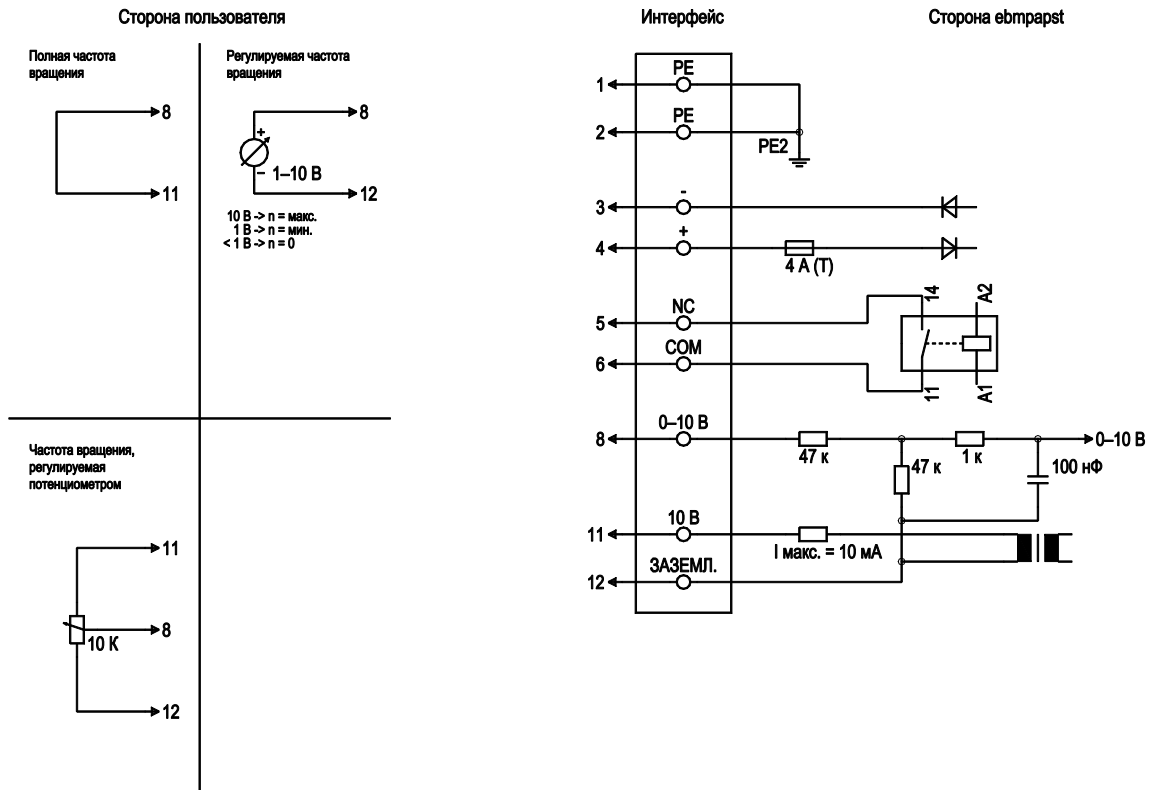 Сторона пользователя
Интерфейс
Сторона ebmpapst
Полная частота
вращения
8
11
Регулируемая частота
вращения
8
+
–
1–10 В
12
10 В -> n = макс.
1 В -> n = мин.
< 1 В -> n = 0
Частота вращения,
регулируемая
потенциометром
11
8
10 К
12
1
PE
2
PE
PE2
3
-
4
+
4 А (Т)
5
NC
6
COM
14
A2
11
A1
8
0–10 В
47 к
47 к
1 к
100 нФ
0–10 В
11
10 В
I макс. = 10 мА
12
ЗАЗЕМЛ.